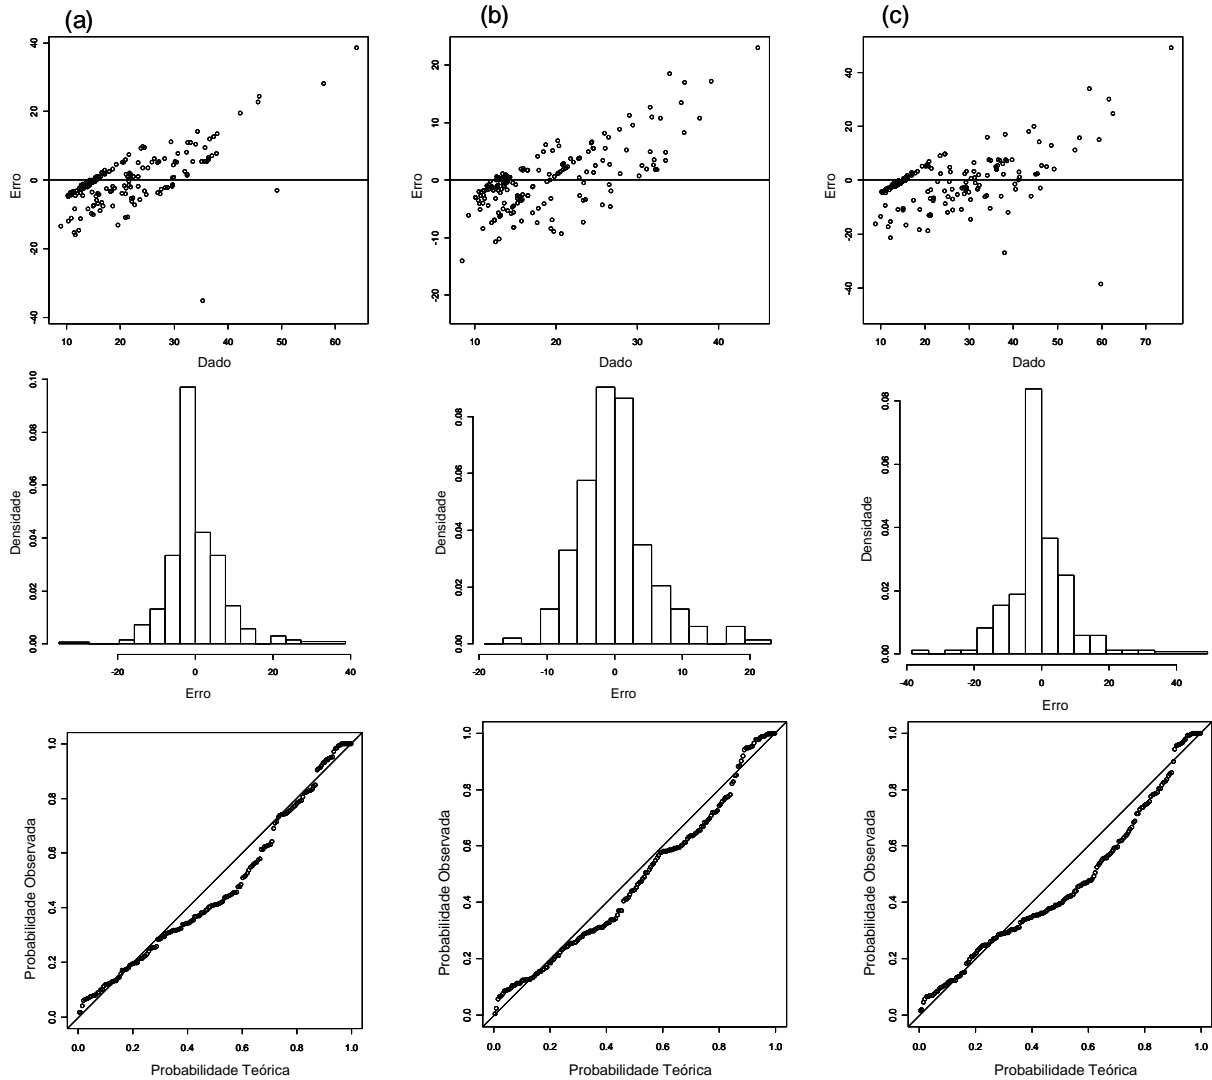 (a)
(b)
(c)
Erro
40
20
0
-20
-40
10 20 30 40 50 60
Dado
Erro
20
10
0
-10
-20
10 20 30 40
Dado
Erro
40
20
0
-20
-40
10 20 30 40 50 60 70
Dado
Densidade
0.10
0.08
0.06
0.04
0.02
0.00
-20 0 20 40
Erro
Densidade
0.08
0.06
0.04
0.02
0.00
-20 -10 0 10 20
Erro
Densidade
0.08
0.06
0.04
0.02
0.00
-40 -20 0 20 40
Erro
Probabilidade Observada
1.0
0.8
0.6
0.4
0.2
0.0
0.0 0.2 0.4 0.6 0.8 1.0
Probabilidade Teórica
Probabilidade Observada
1.0
0.8
0.6
0.4
0.2
0.0
0.0 0.2 0.4 0.6 0.8 1.0
Probabilidade Teórica
Probabilidade Observada
1.0
0.8
0.6
0.4
0.2
0.0
0.0 0.2 0.4 0.6 0.8 1.0
Probabilidade Teórica